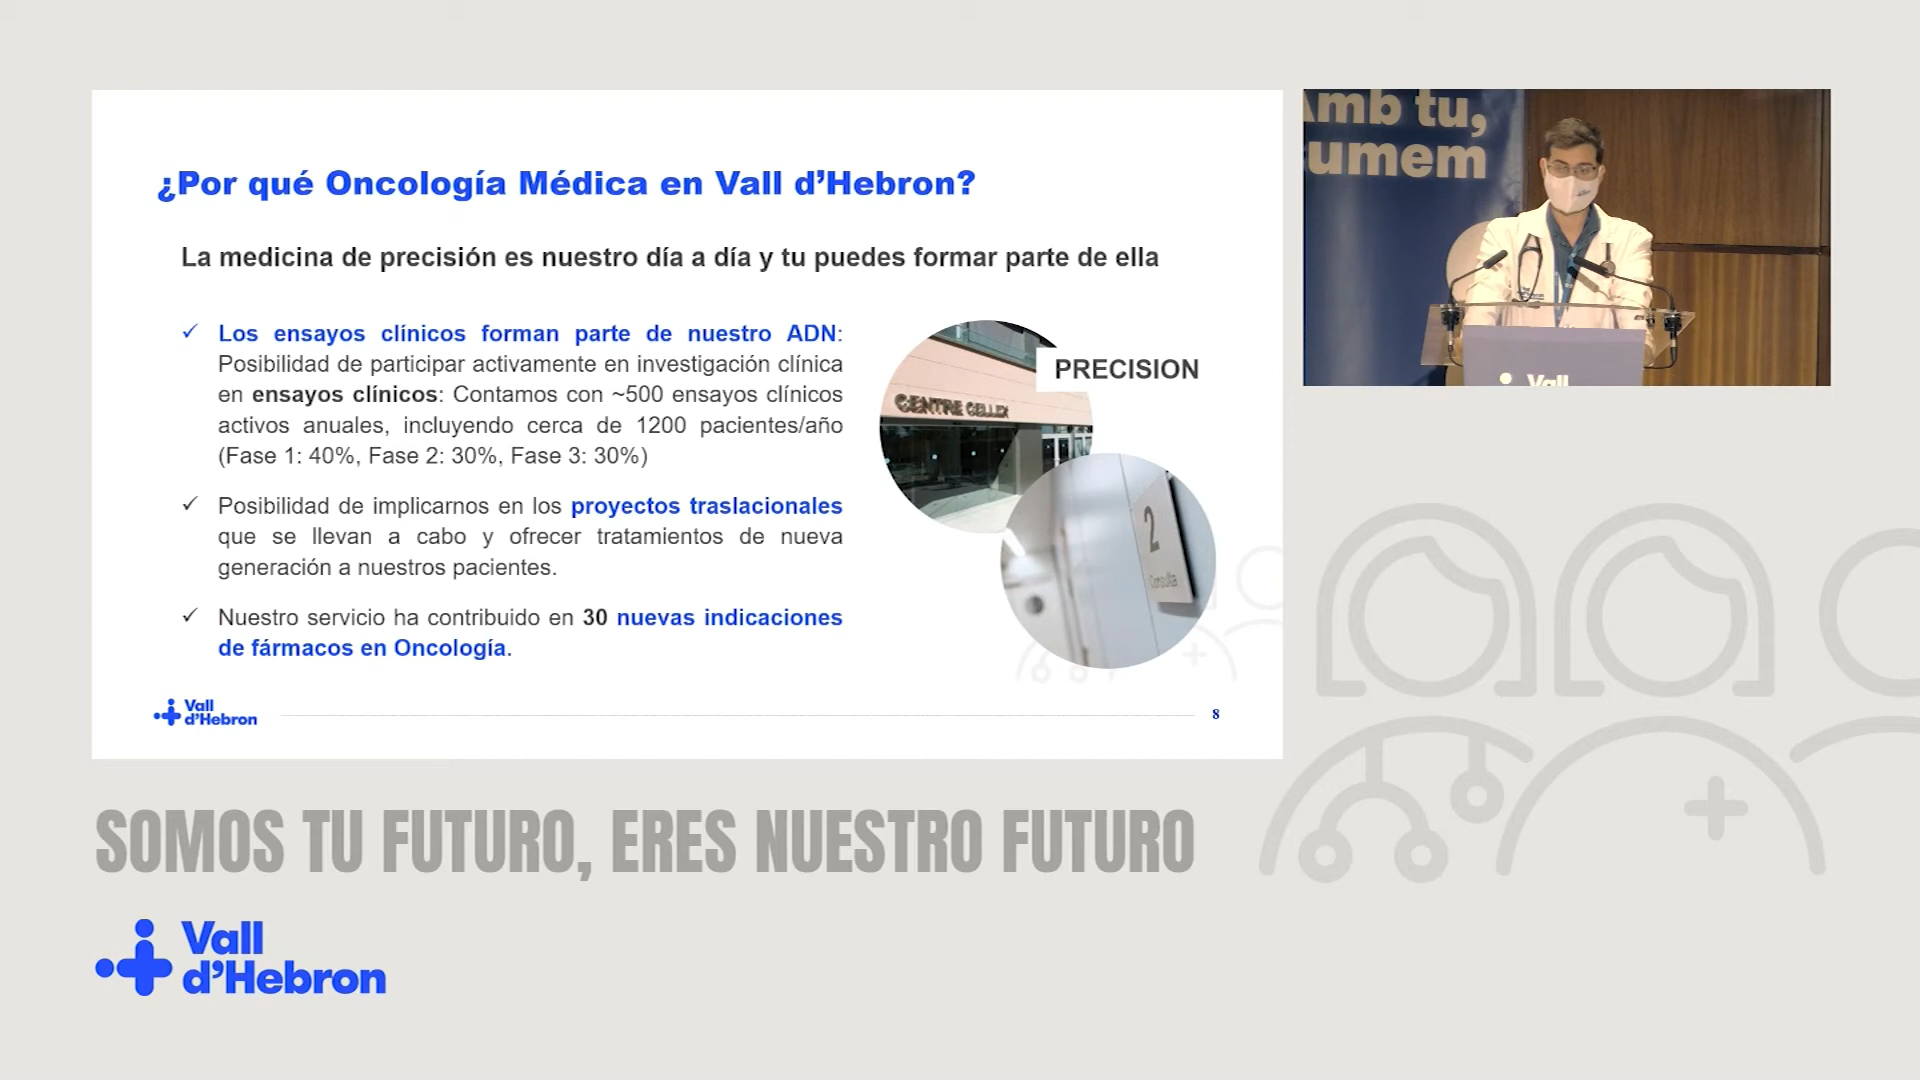 ¿Por qué Oncología Médica en Vall d'Hebron?
La medicina de precisión es nuestro día a día y tu puedes formar parte de ella
✓ Los ensayos clínicos forman parte de nuestro ADN:
Posibilidad de participar activamente en investigación clínica
en ensayos clínicos: Contamos con ~500 ensayos clínicos
activos anuales, incluyendo cerca de 1200 pacientes/año
(Fase 1: 40%, Fase 2: 30%, Fase 3: 30%)
✓ Posibilidad de implicarnos en los proyectos traslacionales
que se llevan a cabo y ofrecer tratamientos de nueva
generación a nuestros pacientes.
✓ Nuestro servicio ha contribuido en 30 nuevas indicaciones
de fármacos en Oncología.
CENTRE CELLEX
PRECISION
2
Consulta
Vall
d'Hebron
8
Amb tu,
sumem
Vall
SOMOS TU FUTURO, ERES NUESTRO FUTURO
Vall
d'Hebron